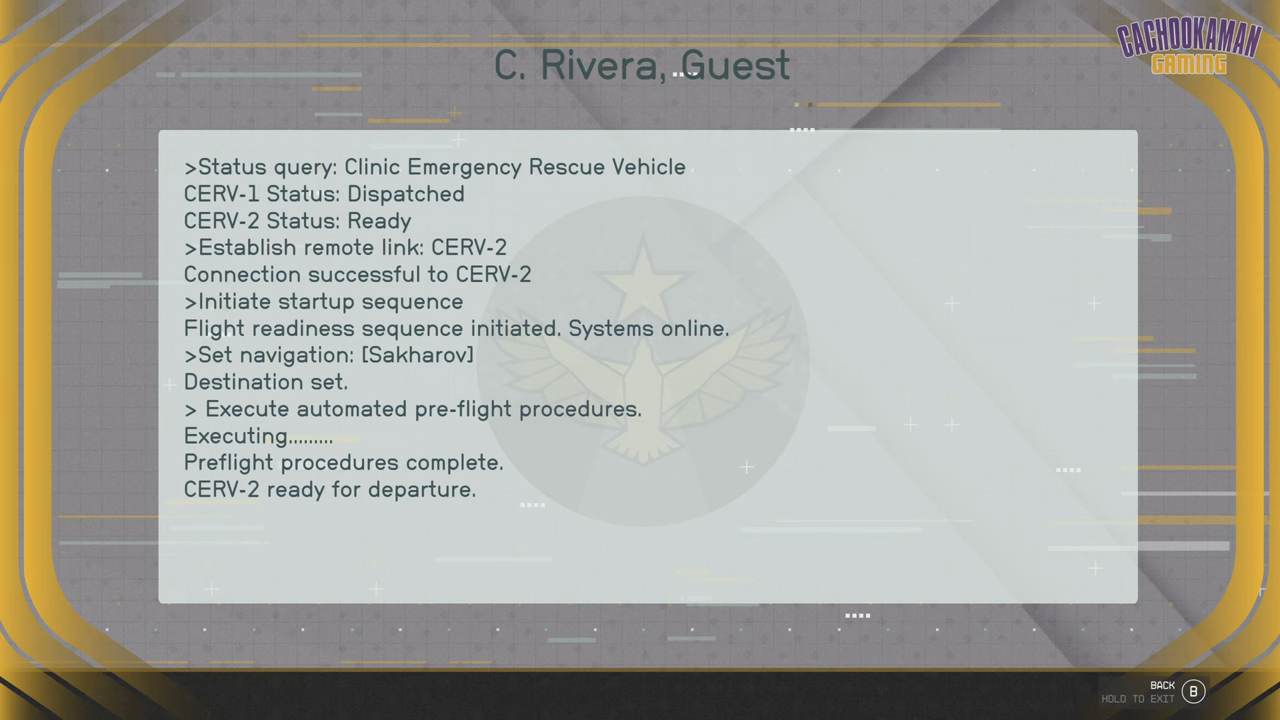 CACHOOKAMAN
GAMING
C. Rivera, Guest
>Status query: Clinic Emergency Rescue Vehicle
CERV-1 Status: Dispatched
CERV-2 Status: Ready
>Establish remote link: CERV-2
Connection successful to CERV-2
>Initiate startup sequence
Flight readiness sequence initiated. Systems online.
>Set navigation: [Sakharov]
Destination set.
> Execute automated pre-flight procedures.
Executing.........
Preflight procedures complete.
CERV-2 ready for departure.
BACK
HOLD TO EXIT
B